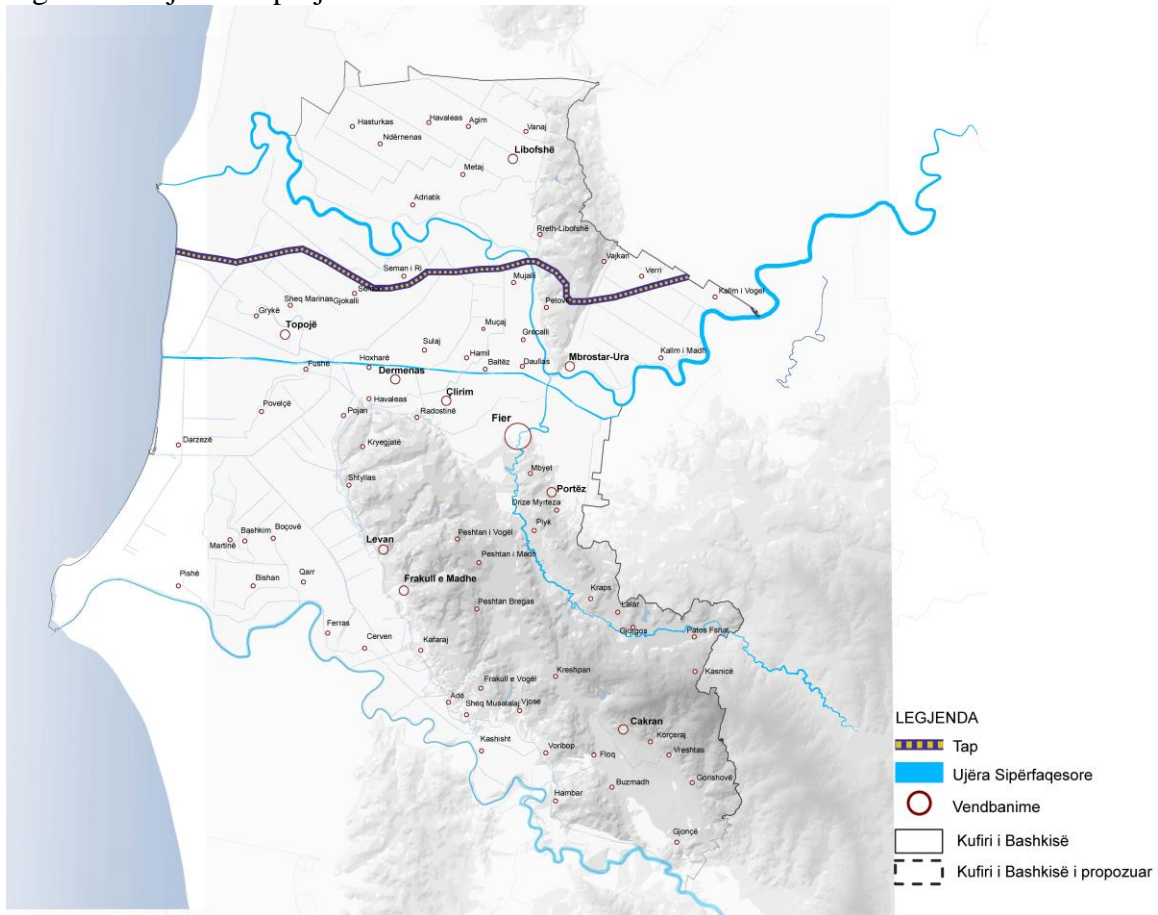 Hasturkas
Havaleas
Agim
Vanaj
Ndërnenas
Libofshë
Metaj
Adriatik
Rreth-Libofshë
Vajkan
Verri
Seman i Ri
Mujalli
Kallm i Vogel
Sheq Marinas
Gjokalli
Grykë
Topojë
Muçaj
Grecalli
Sulaj
Hamil
Kallm i Madh
Hoxharë
Baltëz
Daullas
Mbrostar-Ura
Fushë
Dermenas
Clirim
Havaleas
Povelçë
Pojan
Radostinë
Fier
Darzezë
Kryegjatë
Mbyet
Shtyllas
Portëz
Drize Myrteza
Plyk
Bashkim
Boçovë
Martinë
Levan
Peshtan i Vogël
Peshtan i Madh
Pishë
Bishan
Qarr
Frakull e Madhe
Kraps
Peshtan Bregas
Lalar
Gjorgos
Patos Fshat
Ferras
Cerven
Kafaraj
Kreshpan
Kasnicë
Frakull e Vogël
Adë
Sheq Musalalaj
Vjosë
Cakran
Korçeraj
Kashisht
Voribop
Floq
Vreshtas
Buzmadh
Gorishovë
Hambar
Gjonçë
LEGJENDA
Tap
Ujëra Sipërfaqesore
Vendbanime
Kufiri i Bashkisë
Kufiri i Bashkisë i propozuar